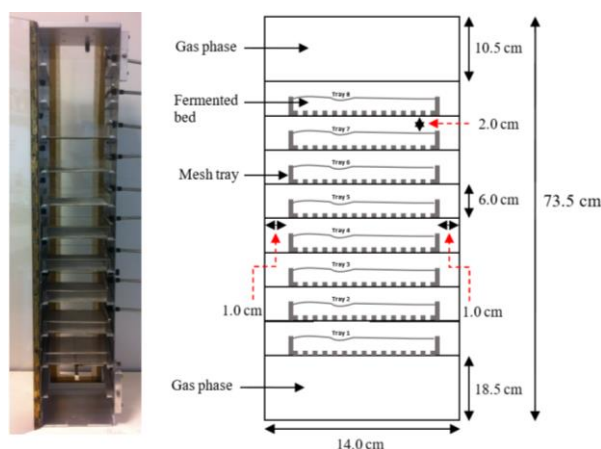 Gas phase
10.5 cm
Fermented
bed
Tray 8
2.0 cm
Tray 7
Mesh tray
Tray 6
6.0 cm
73.5 cm
Tray 5
Tray 4
1.0 cm
1.0 cm
Tray 3
Tray 2
Tray 1
Gas phase
18.5 cm
14.0 cm